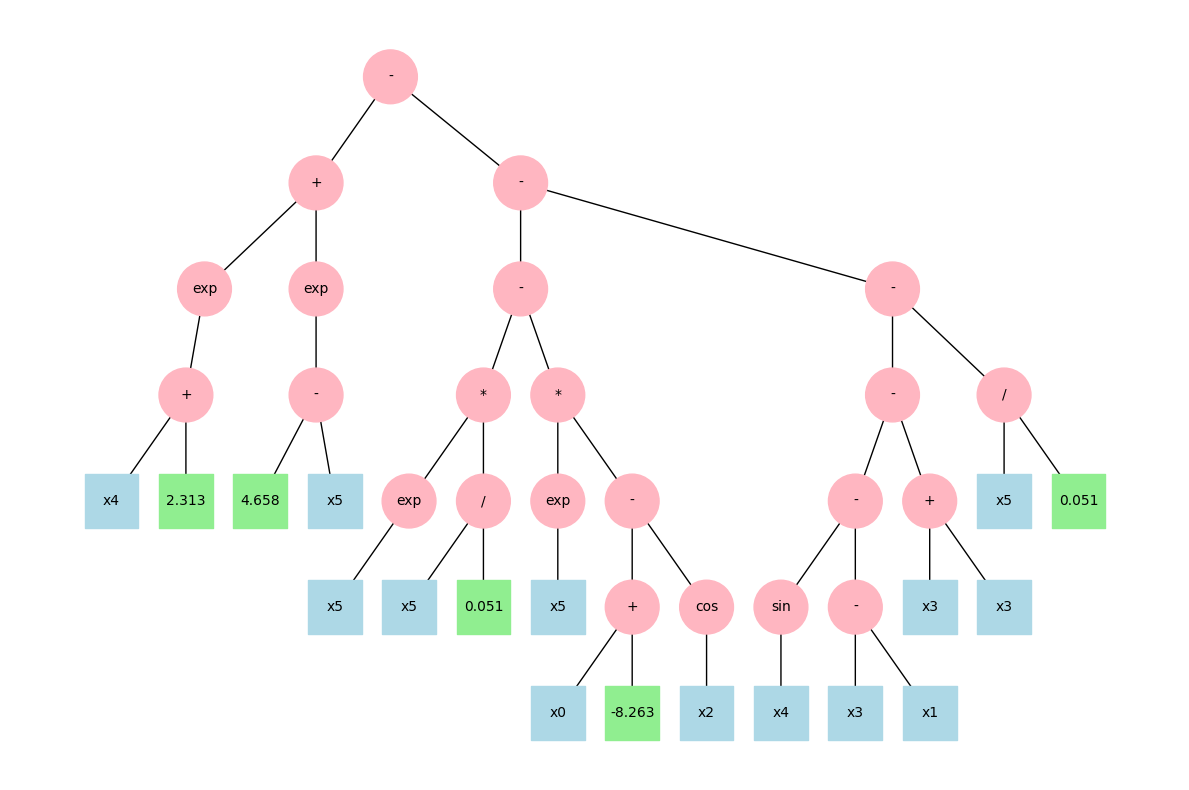 -
+ -
exp exp - -
+ - * * - /
x4 2.313 4.658 x5 exp / exp - - + x5 0.051
x5 x5 0.051 x5 + cos sin - x3 x3
x0 -8.263 x2 x4 x3 x1